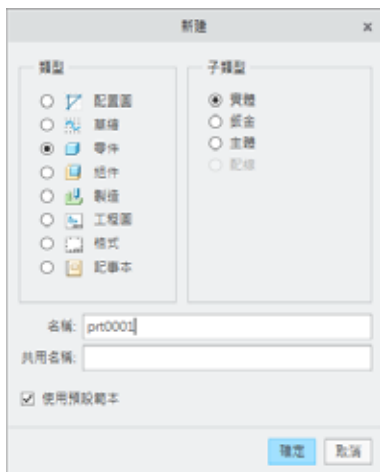 新建
類型
配置圖
草繪
零件
組件
製造
工程圖
格式
記事本
子類型
實體
鈑金
主體
配線
名稱: prt0001
共用名稱:
使用預設範本
確定
取消